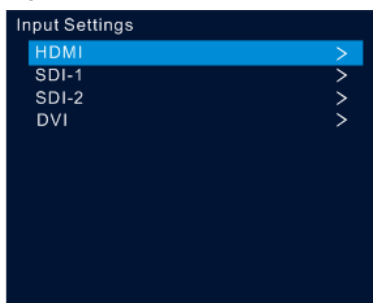 Input Settings
HDMI >
SDI-1 >
SDI-2 >
DVI >